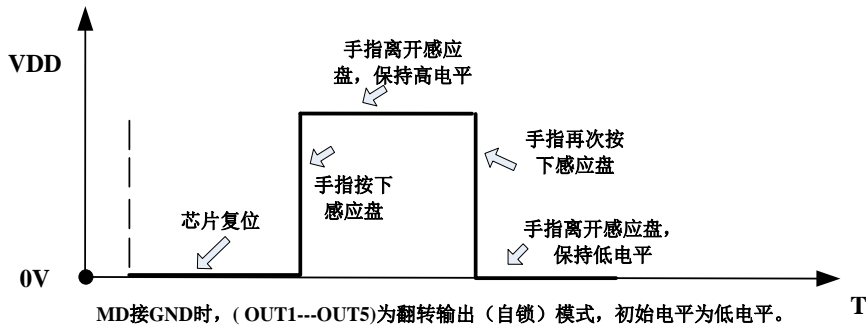 VDD
手指离开感应
盘，保持高电平
手指再次按
下感应盘
手指按下
感应盘
芯片复位
手指离开感应盘，
保持低电平
0V
T
MD接GND时，( OUT1---OUT5)为翻转输出（自锁）模式，初始电平为低电平。